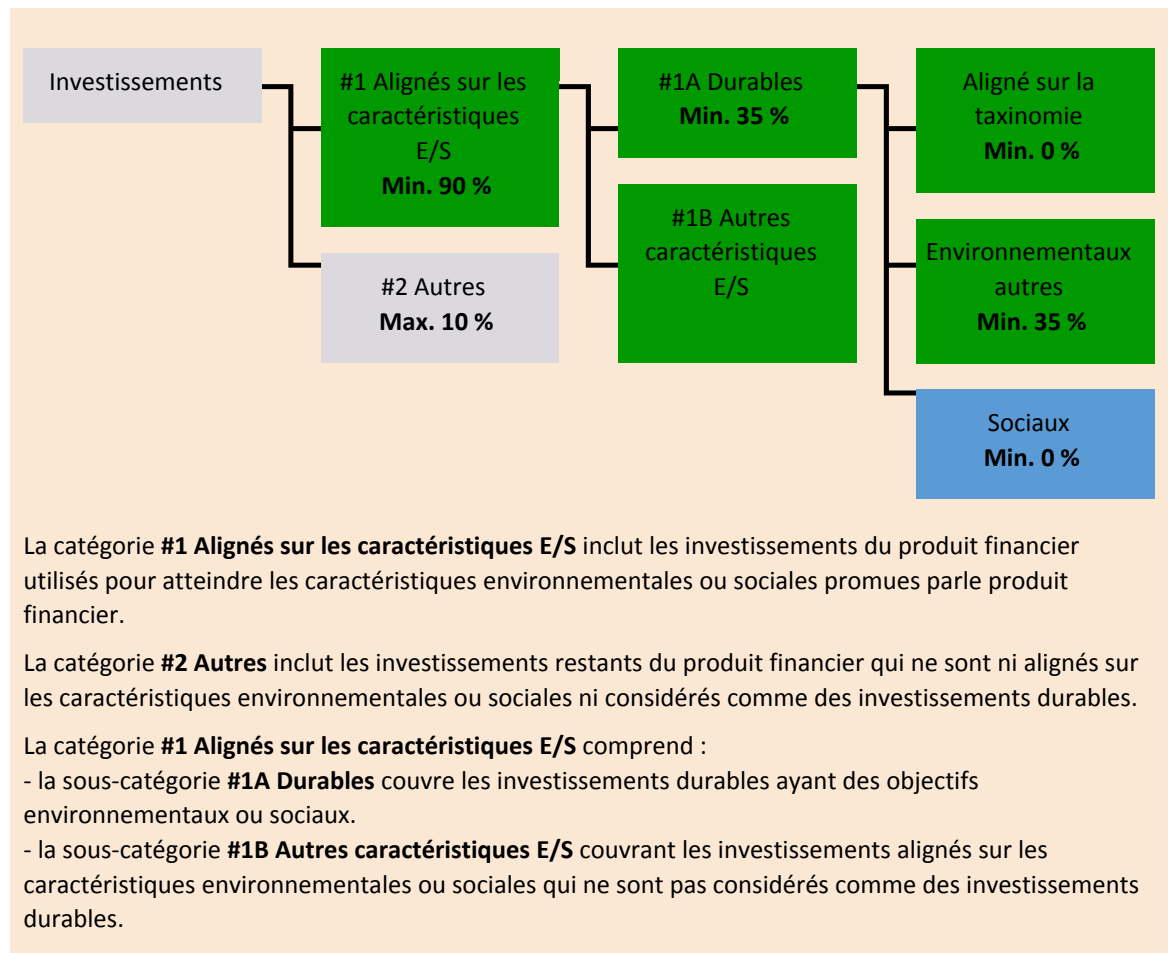 Investissements
#1 Alignés sur les
caractéristiques
E/S
Min. 90 %
#2 Autres
Max. 10 %
#1A Durables
Min. 35 %
#1B Autres
caractéristiques
E/S
Aligné sur la
taxinomie
Min. 0 %
Environnementaux
autres
Min. 35 %
Sociaux
Min. 0 %
La catégorie #1 Alignés sur les caractéristiques E/S inclut les investissements du produit financier
utilisés pour atteindre les caractéristiques environnementales ou sociales promues parle produit
financier.
La catégorie #2 Autres inclut les investissements restants du produit financier qui ne sont ni alignés sur
les caractéristiques environnementales ou sociales ni considérés comme des investissements durables.
La catégorie #1 Alignés sur les caractéristiques E/S comprend :
- la sous-catégorie #1A Durables couvre les investissements durables ayant des objectifs
environnementaux ou sociaux.
- la sous-catégorie #1B Autres caractéristiques E/S couvrant les investissements alignés sur les
caractéristiques environnementales ou sociales qui ne sont pas considérés comme des investissements
durables.